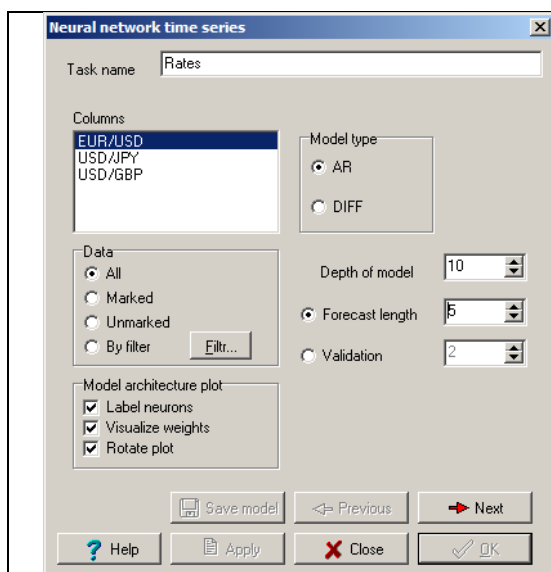 Neural network time series
Task name Rates
Columns
EUR/USD
USD/JPY
USD/GBP
Model type
AR
DIFF
Data
All
Marked
Unmarked
By filter Filtr...
Depth of model 10
Forecast length 5
Validation 2
Model architecture plot
Label neurons
Visualize weights
Rotate plot
Save model Previous Next
Help Apply Close OK